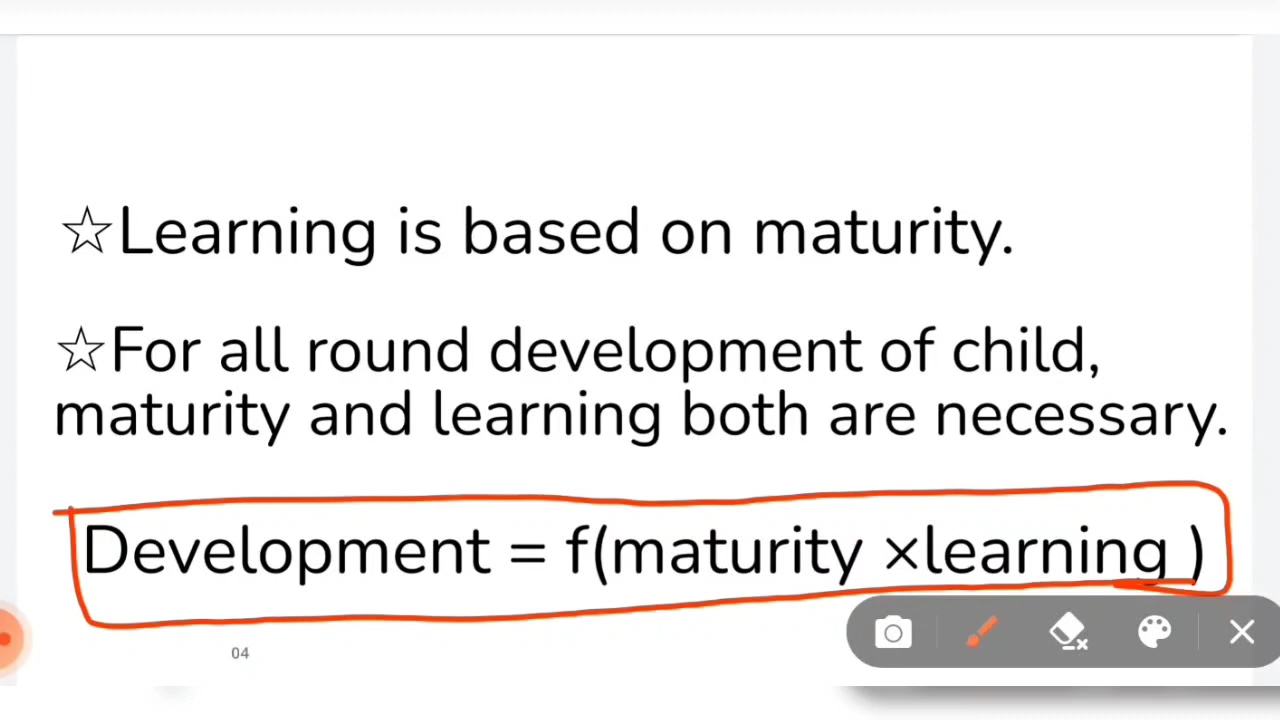 ☆Learning is based on maturity.
☆For all round development of child,
maturity and learning both are necessary.
Development = f(maturity ×learning )
04